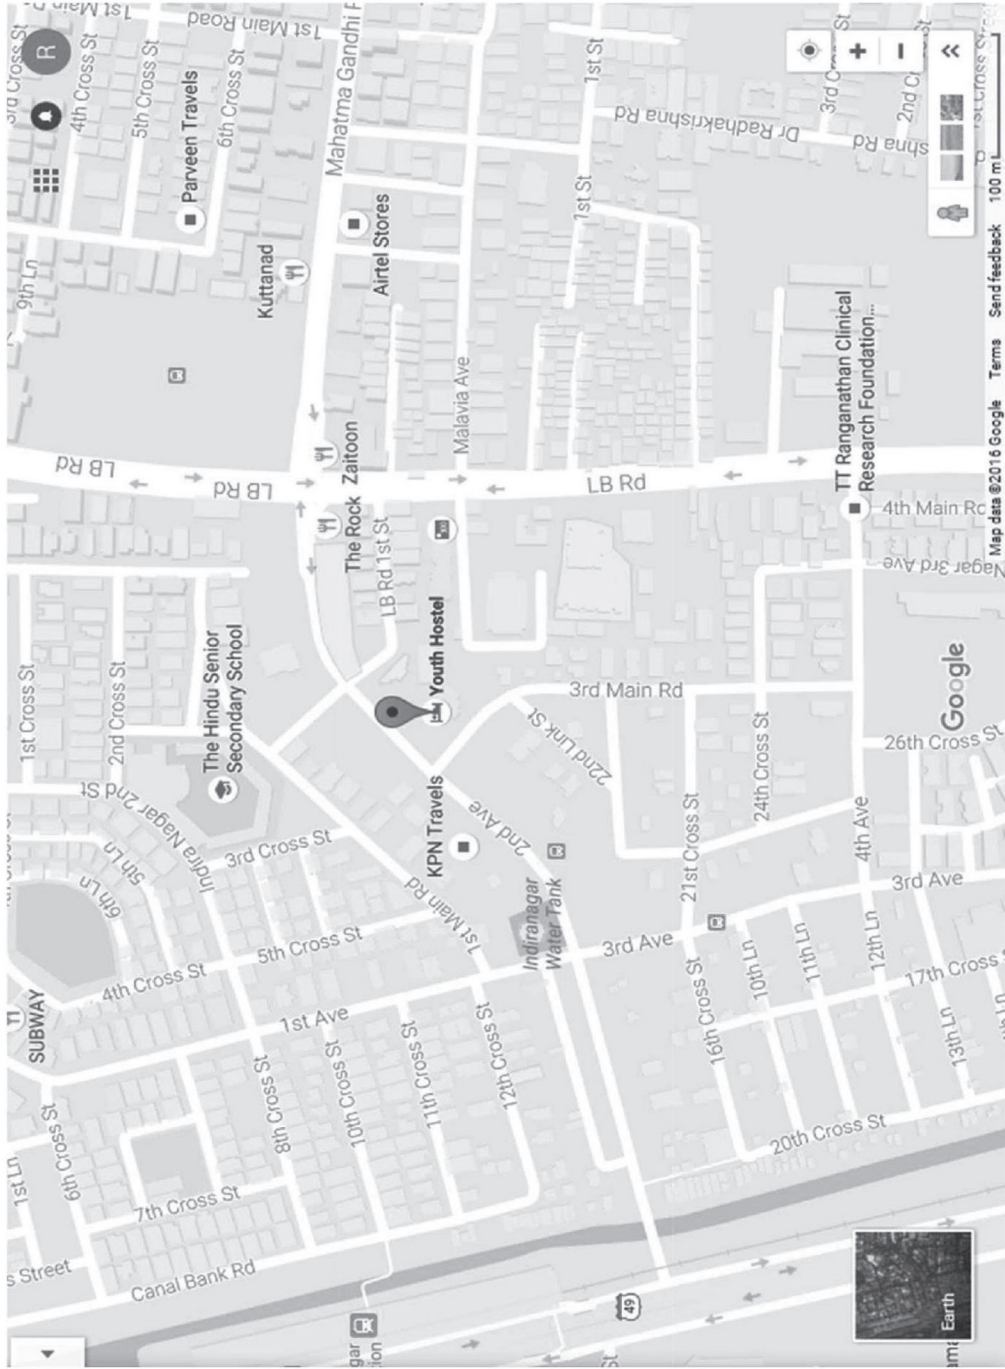 s Street
1st Ln
6th Cross St
SUBWAY
6th Ln
5th Ln
1st Cross St
9th Ln
3rd Cross St
R
4th Cross St
5th Cross St
6th Cross St
1st Main Road
1st Main Road
Canal Bank Rd
7th Cross St
4th Cross St
Indira Nagar 2nd St
2nd Cross St
LB Rd
Parveen Travels
8th Cross St
1st Ave
5th Cross St
3rd Cross St
The Hindu Senior
Secondary School
LB Rd
Kuttanad
10th Cross St
Mahatma Gandhi
11th Cross St
1st Main Rd
The Rock
Zaitoon
Airtel Stores
LB Rd 1st St
12th Cross St
KPN Travels
Youth Hostel
Malavia Ave
2nd Ave
Indiranagar
Water Tank
22nd Link St
3rd Main Rd
1st St
1st St
49
3rd Ave
LB Rd
Dr Radhakrishna Rd
16th Cross St
21st Cross St
10th Ln
11th Ln
24th Cross St
20th Cross St
12th Ln
4th Ave
TT Ranganathan Clinical
Research Foundation...
3rd Cross St
17th Cross
3rd Ave
26th Cross St
4th Main Rd
Nagar 3rd Ave
2nd
13th Ln
Earth
Google
Map data ©2016 Google Terms Send feedback 100 m